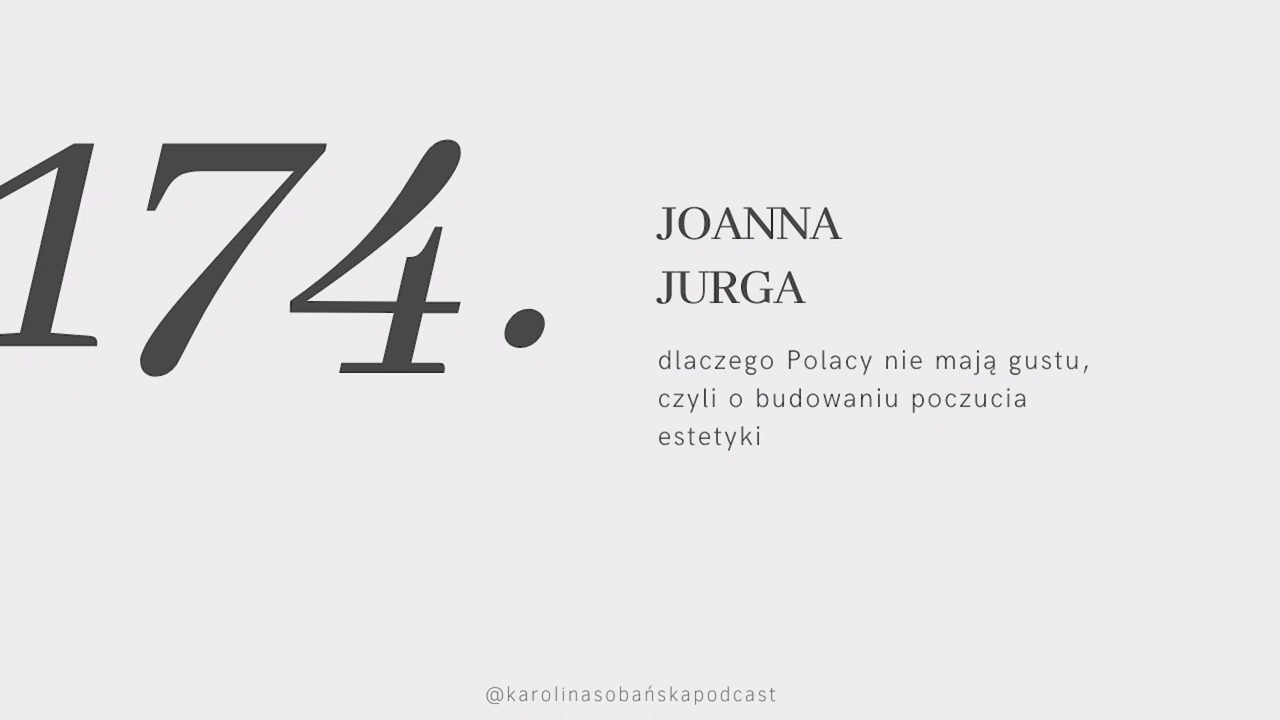 174.
JOANNA
JURGA
dlaczego Polacy nie mają gustu,
czyli o budowaniu poczucia
estetyki
@karolinasobańskapodcast